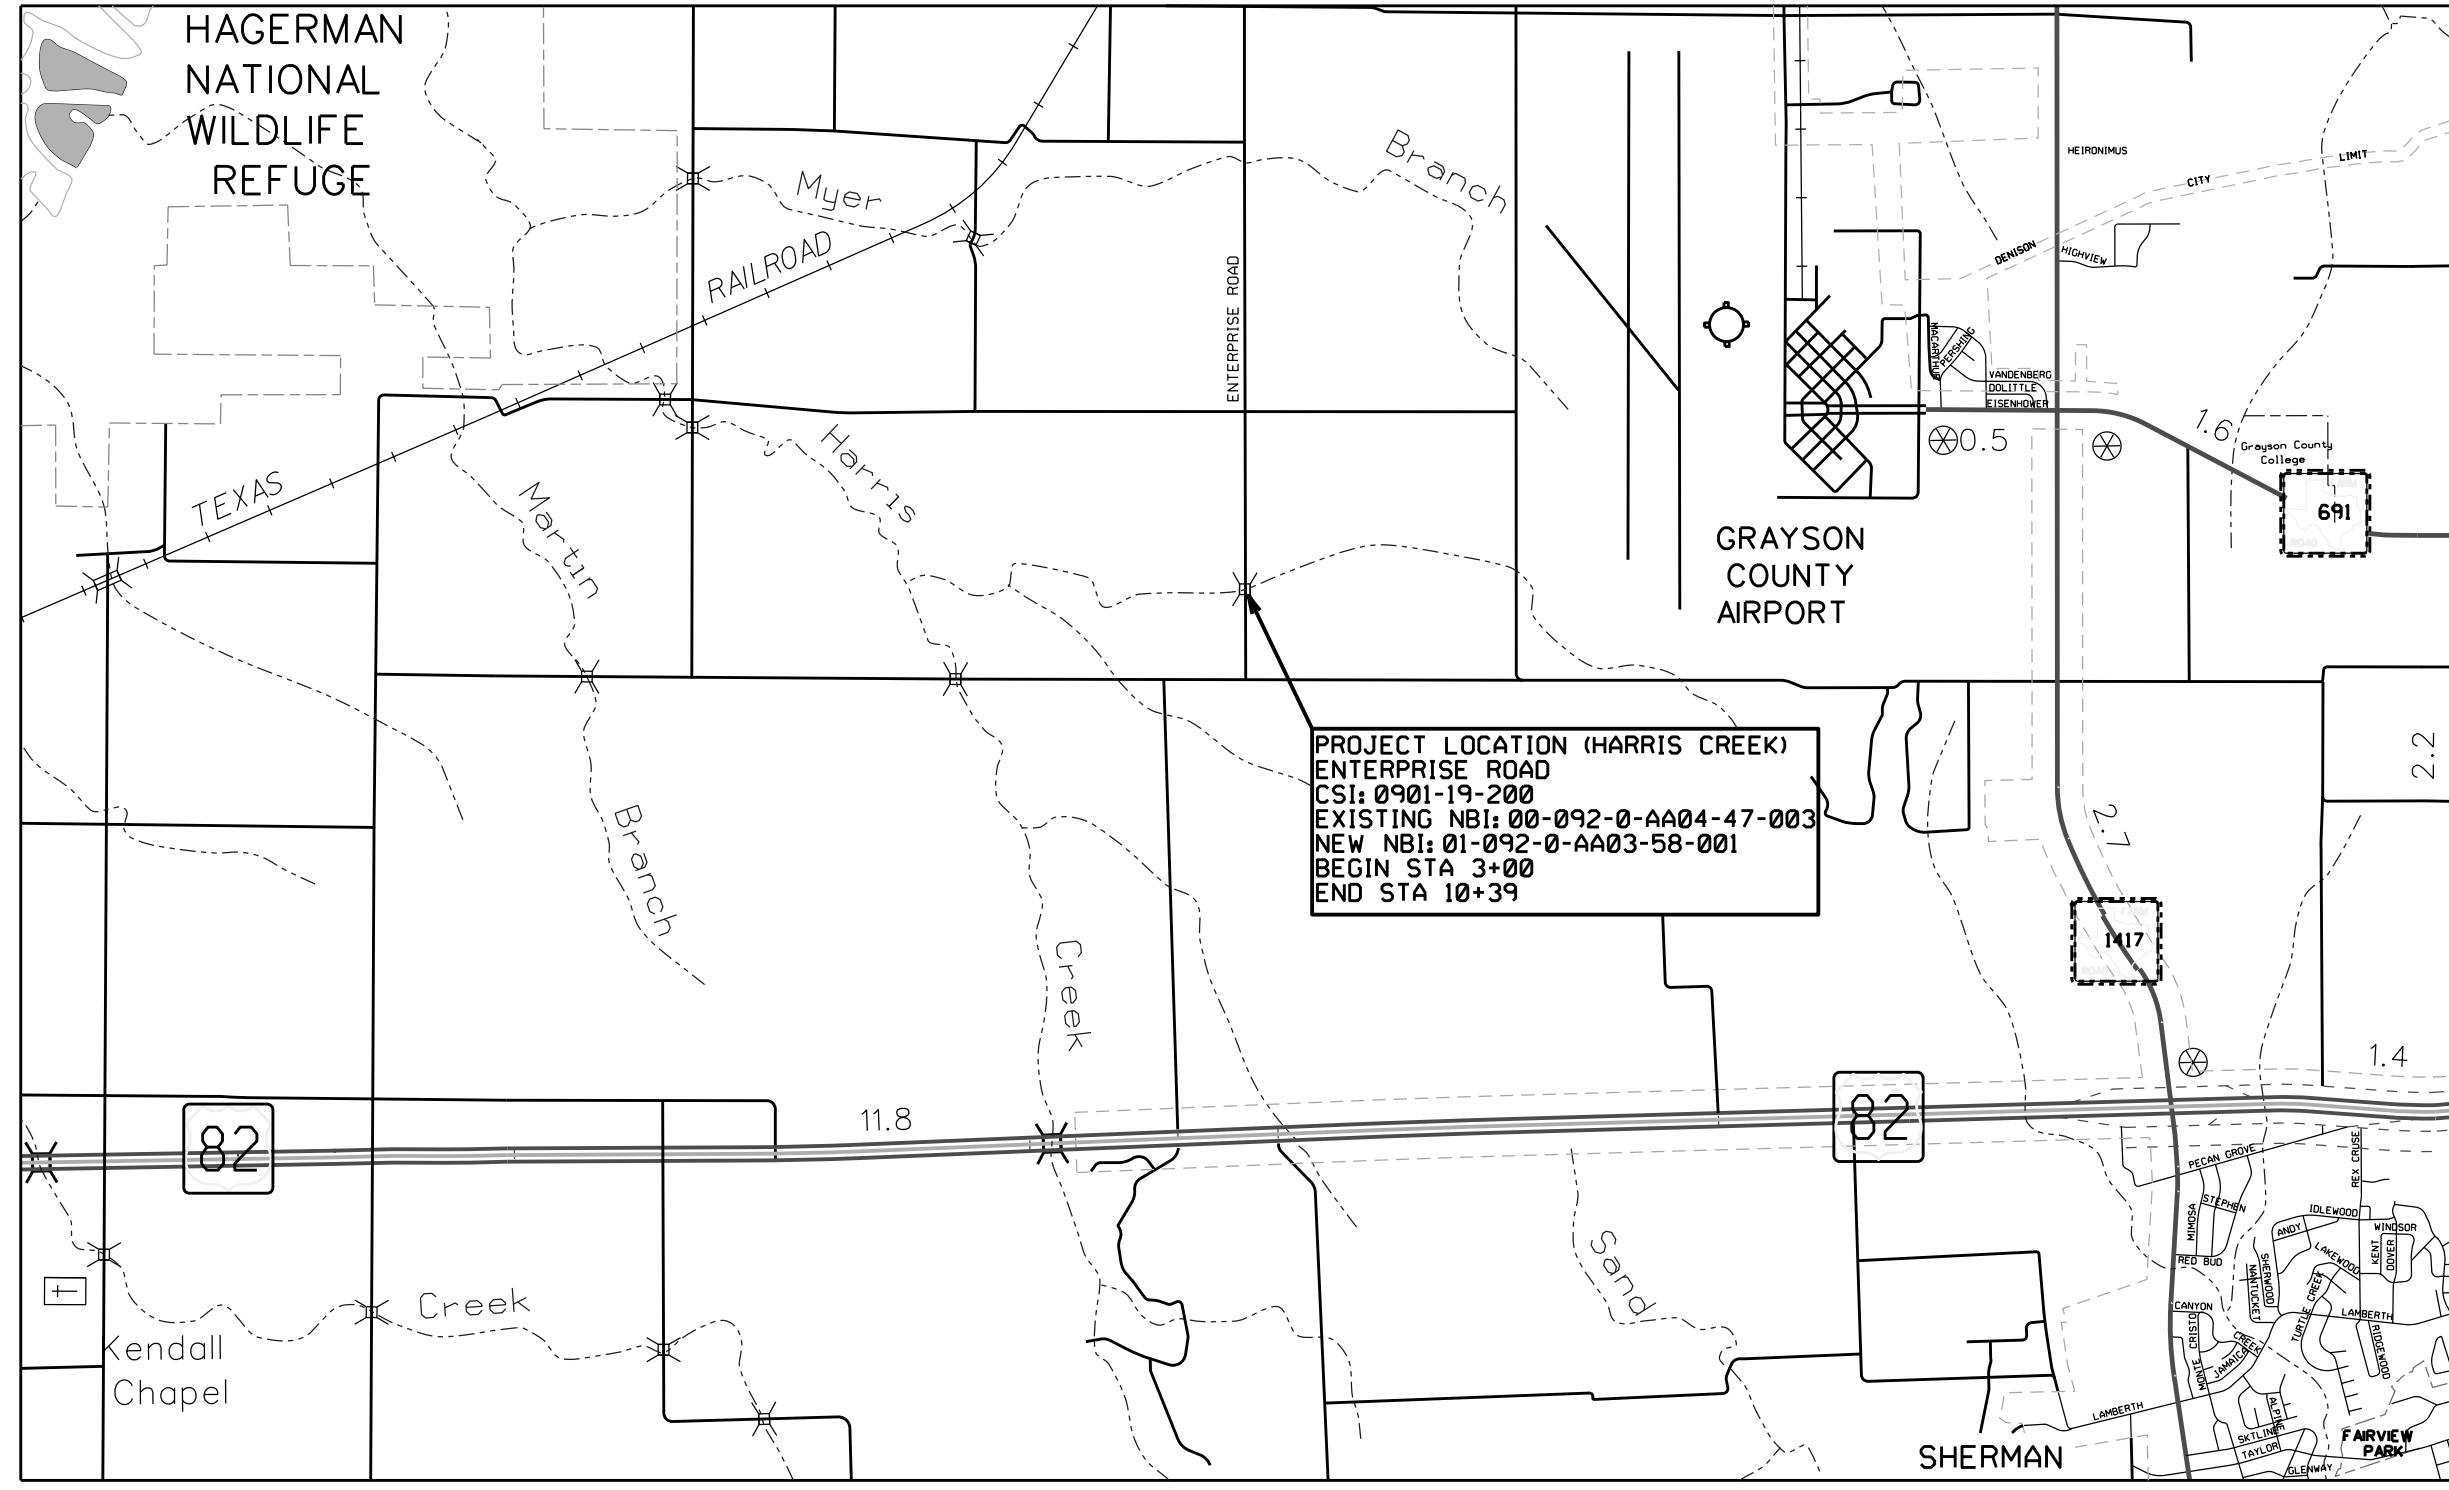 HAGERMAN
NATIONAL
WILDLIFE
REFUGE
Myer
Branch
RAILROAD
TEXAS
ENTERPRISE ROAD
HEIRONIMUS
DENISON
CITY
LIMIT
HIGHVIEW
MACARTHUR
PERSHING
VANDENBERG
DOLITTLE
EISENHOWER
0.5
1.6
Grayson County
College
691
Harris
Martin
GRAYSON
COUNTY
AIRPORT
PROJECT LOCATION (HARRIS CREEK)
ENTERPRISE ROAD
CSI: 0901-19-200
EXISTING NBI: 00-092-0-AA04-47-003
NEW NBI: 01-092-0-AA03-58-001
BEGIN STA 3+00
END STA 10+39
2.2
2.7
Branch
1417
Creek
1.4
11.8
82
82
PECAN GROVE
REX CRUSE
STEPHEN
MIMOSA
RED BUD
IDLEWOOD
ANDY
WINDSOR
KENT
DOVER
LAKEWOOD
SHERWOOD
NANTUCKET
TURTLE CREEK
LAMBERTH
RIDGEWOOD
CANYON
CREEK
JAMAICA
MONTE CRISTO
Sand
Creek
Kendall
Chapel
LAMBERTH
ALPINE
SKYLINE
TAYLOR
GLENWAY
FAIRVIEW
PARK
SHERMAN